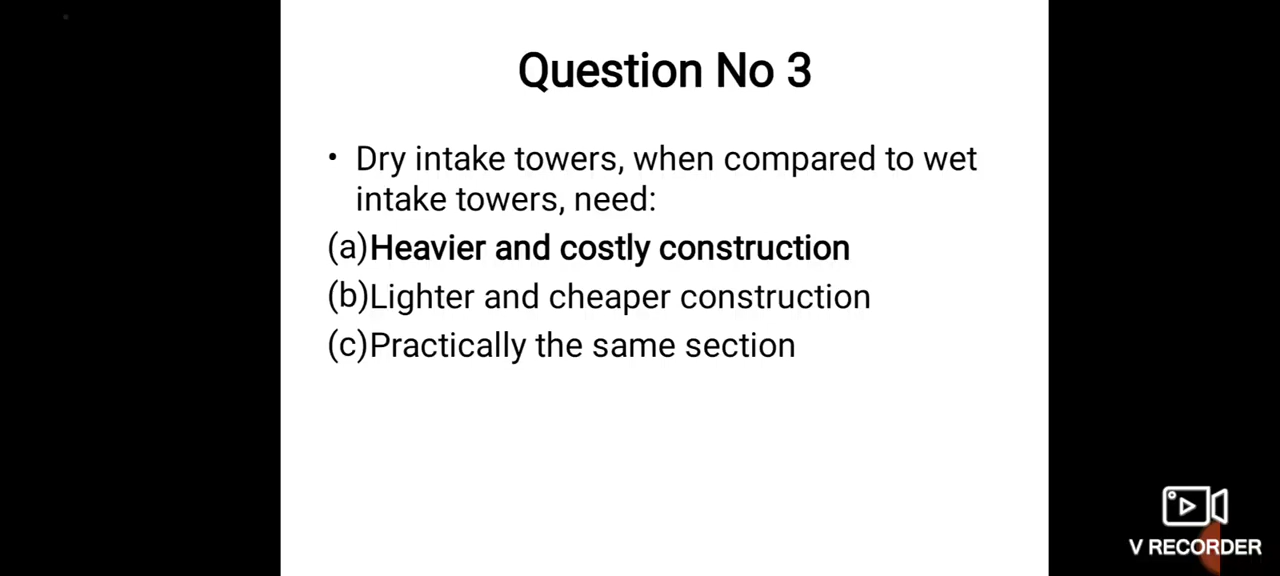 Question No 3
• Dry intake towers, when compared to wet
intake towers, need:
(a)Heavier and costly construction
(b)Lighter and cheaper construction
(c)Practically the same section
V RECORDER